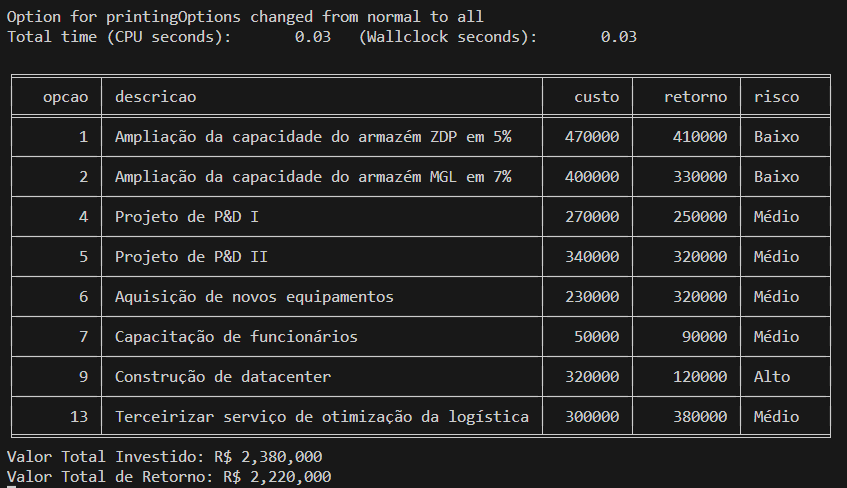 Option for printingOptions changed from normal to all
Total time (CPU seconds):       0.03   (Wallclock seconds):       0.03
opcao descricao custo retorno risco
1 Ampliação da capacidade do armazém ZDP em 5% 470000 410000 Baixo
2 Ampliação da capacidade do armazém MGL em 7% 400000 330000 Baixo
4 Projeto de P&D I 270000 250000 Médio
5 Projeto de P&D II 340000 320000 Médio
6 Aquisição de novos equipamentos 230000 320000 Médio
7 Capacitação de funcionários 50000 90000 Médio
9 Construção de datacenter 320000 120000 Alto
13 Terceirizar serviço de otimização da logística 300000 380000 Médio
Valor Total Investido: R$ 2,380,000
Valor Total de Retorno: R$ 2,220,000